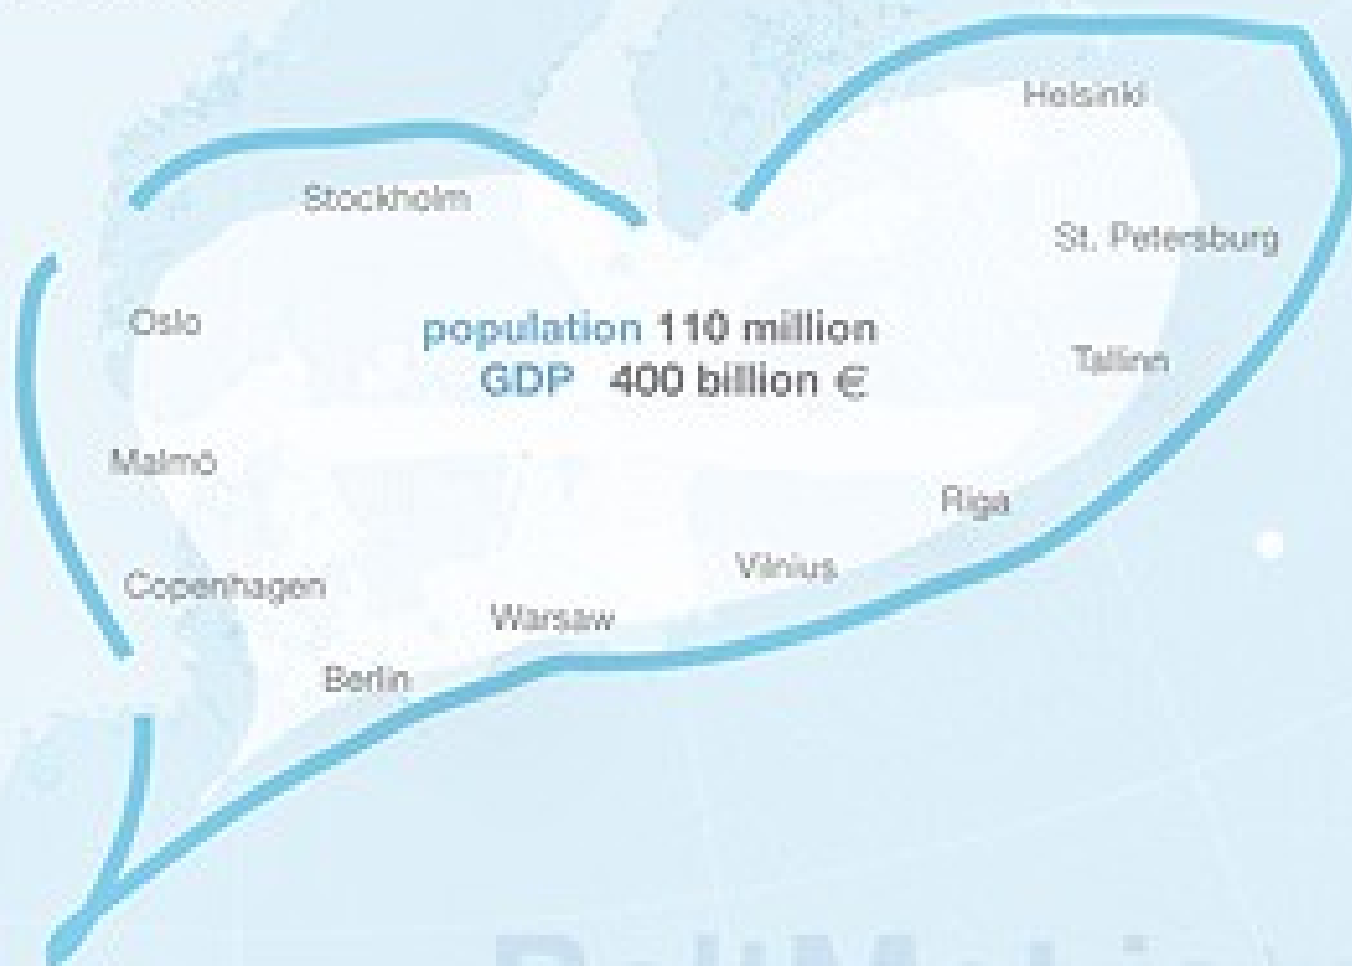 Helsinki
Stockholm
St. Petersburg
Oslo
population 110 million
GDP 400 billion €
Tallinn
Malmö
Riga
Vilnius
Copenhagen
Warsaw
Berlin